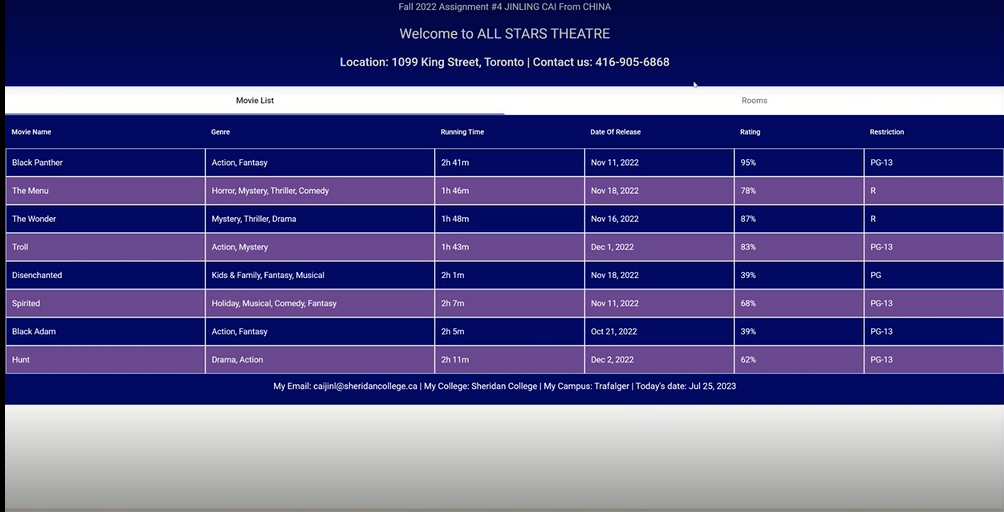 Fall 2022 Assignment #4 JINLING CAI From CHINA
Welcome to ALL STARS THEATRE
Location: 1099 King Street, Toronto | Contact us: 416-905-6868
Movie List Rooms
Movie Name Genre Running Time Date Of Release Rating Restriction
Black Panther Action, Fantasy 2h 41m Nov 11, 2022 95% PG-13
The Menu Horror, Mystery, Thriller, Comedy 1h 46m Nov 18, 2022 78% R
The Wonder Mystery, Thriller, Drama 1h 48m Nov 16, 2022 87% R
Troll Action, Mystery 1h 43m Dec 1, 2022 83% PG-13
Disenchanted Kids & Family, Fantasy, Musical 2h 1m Nov 18, 2022 39% PG
Spirited Holiday, Musical, Comedy, Fantasy 2h 7m Nov 11, 2022 68% PG-13
Black Adam Action, Fantasy 2h 5m Oct 21, 2022 39% PG-13
Hunt Drama, Action 2h 11m Dec 2, 2022 62% PG-13
My Email: caijinl@sheridancollege.ca | My College: Sheridan College | My Campus: Trafalger | Today's date: Jul 25, 2023